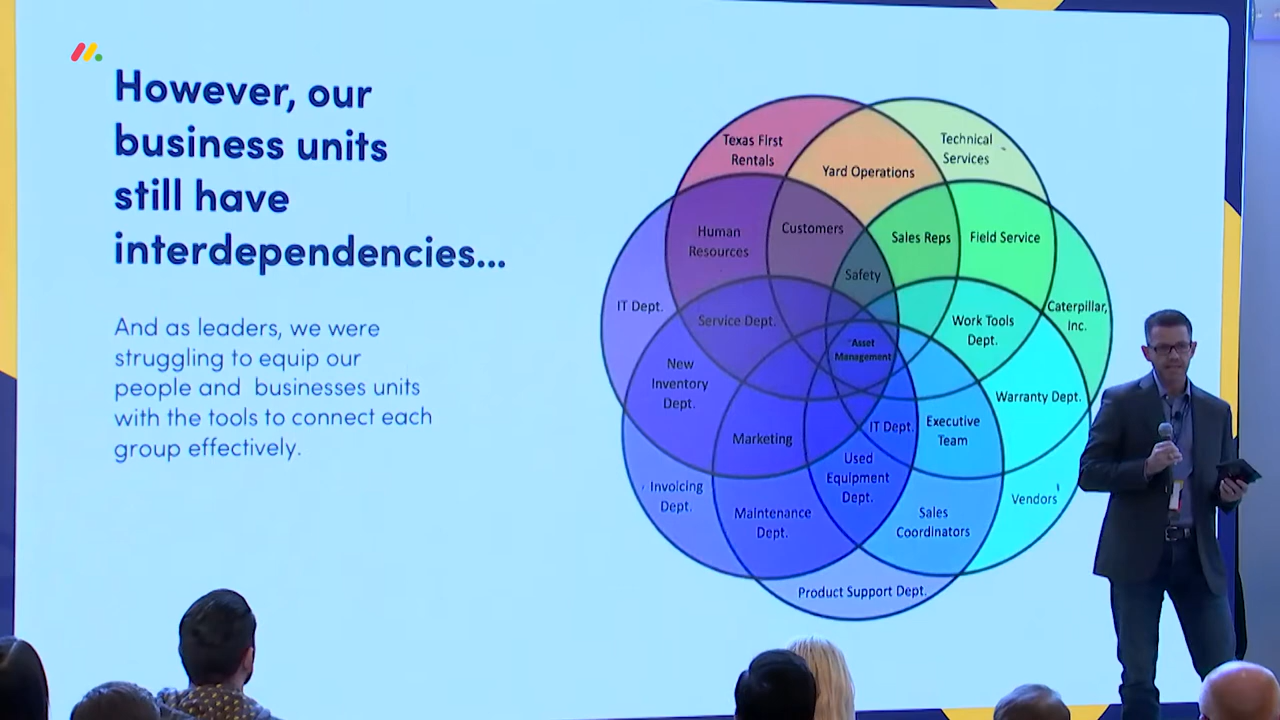 However, our
business units
still have
interdependencies...
And as leaders, we were
struggling to equip our
people and businesses units
with the tools to connect each
group effectively.
Texas First
Rentals
Yard Operations
Technical
Services
Human
Resources
Customers
Sales Reps
Field Service
Safety
IT Dept.
Service Dept.
Work Tools
Dept.
Caterpillar,
Inc.
"Asset
Management
New
Inventory
Dept.
Warranty Dept.
Marketing
IT Dept.
Executive
Team
Used
Equipment
Dept.
Invoicing
Dept.
Maintenance
Dept.
Sales
Coordinators
Vendors
Product Support Dept.